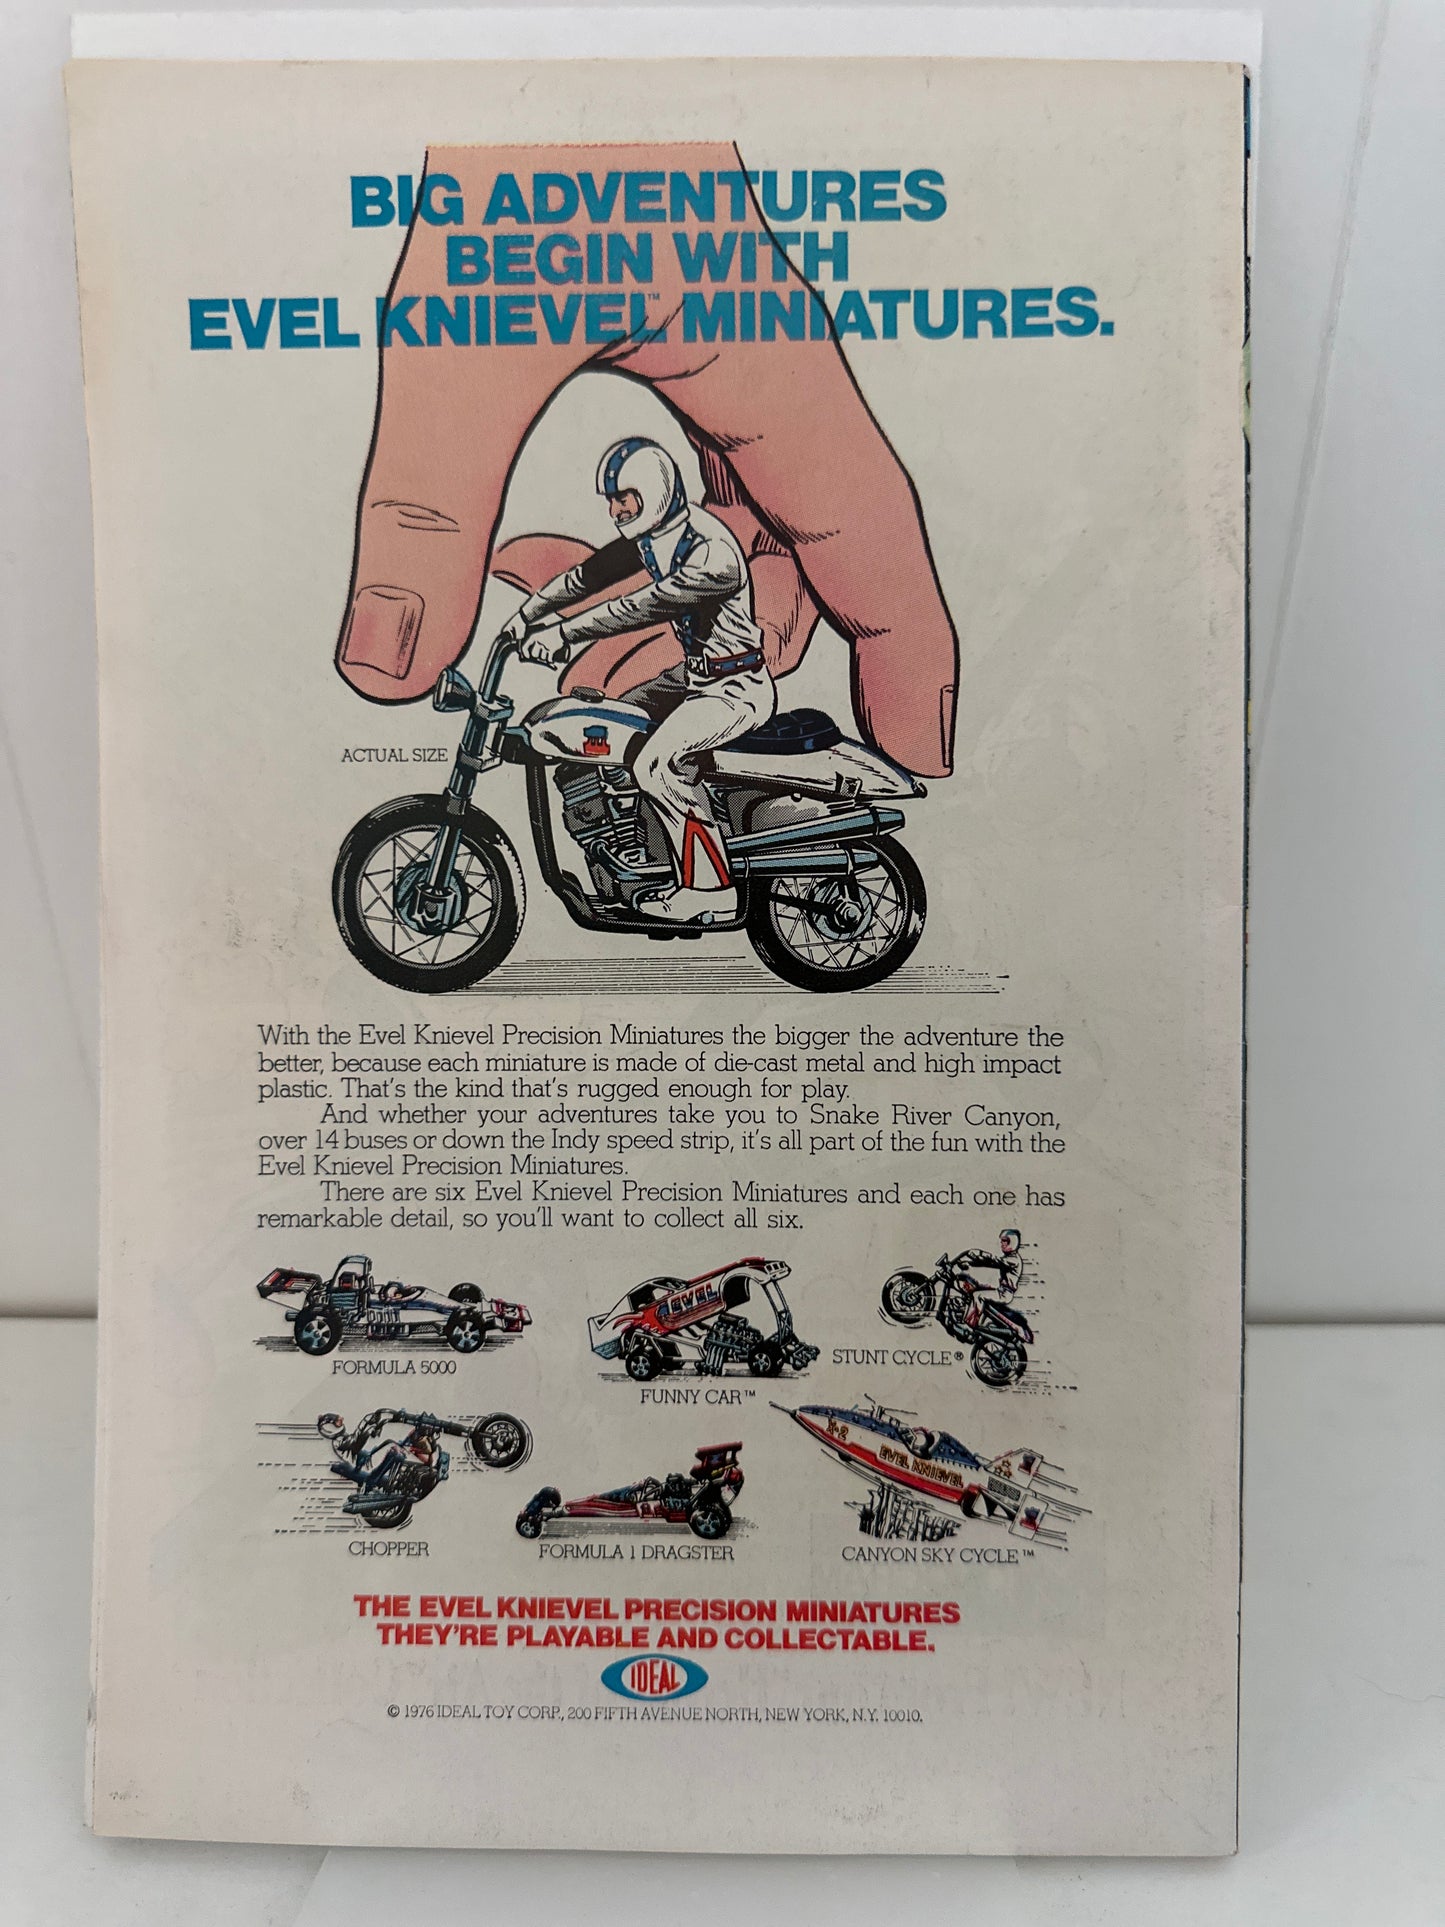 BIG ADVENTURES
BEGIN WITH
EVEL KNIEVEL™ MINIATURES.
ACTUAL SIZE
With the Evel Knievel Precision Miniatures the bigger the adventure the
better, because each miniature is made of die-cast metal and high impact
plastic. That's the kind that's rugged enough for play.
And whether your adventures take you to Snake River Canyon,
over 14 buses or down the Indy speed strip, it's all part of the fun with the
Evel Knievel Precision Miniatures.
There are six Evel Knievel Precision Miniatures and each one has
remarkable detail, so you'll want to collect all six.
EVEL
FORMULA 5000
FUNNY CAR™
STUNT CYCLE®
X-2
EVEL KNIEVEL
CHOPPER
FORMULA 1 DRAGSTER
CANYON SKY CYCLE™
THE EVEL KNIEVEL PRECISION MINIATURES
THEY'RE PLAYABLE AND COLLECTABLE.
IDEAL
© 1976 IDEAL TOY CORP., 200 FIFTH AVENUE NORTH, NEW YORK, N.Y. 10010.